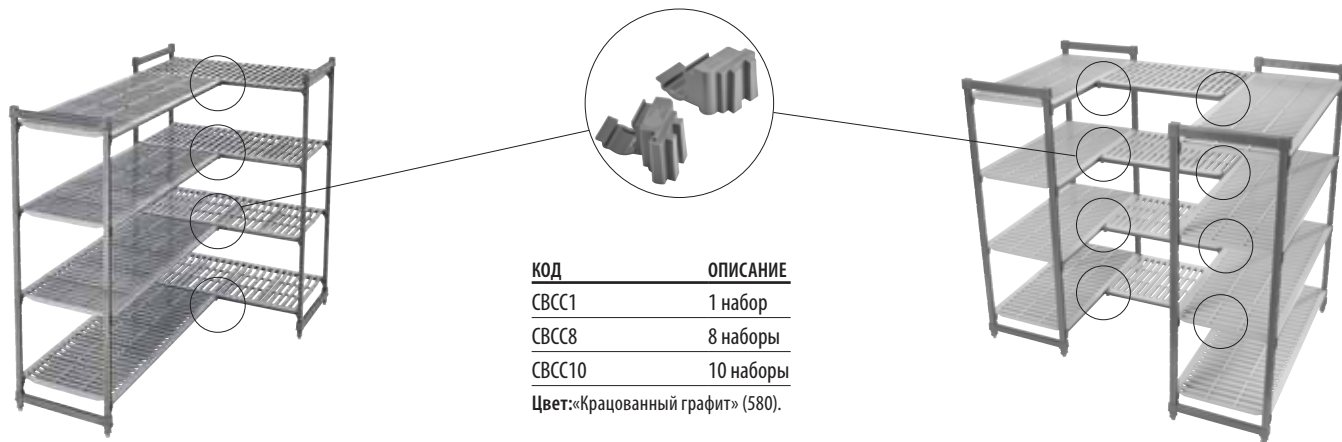 КОД ОПИСАНИЕ
CBCC1 1 набор
CBCC8 8 наборы
CBCC10 10 наборы
Цвет:«Крацованный графит» (580).